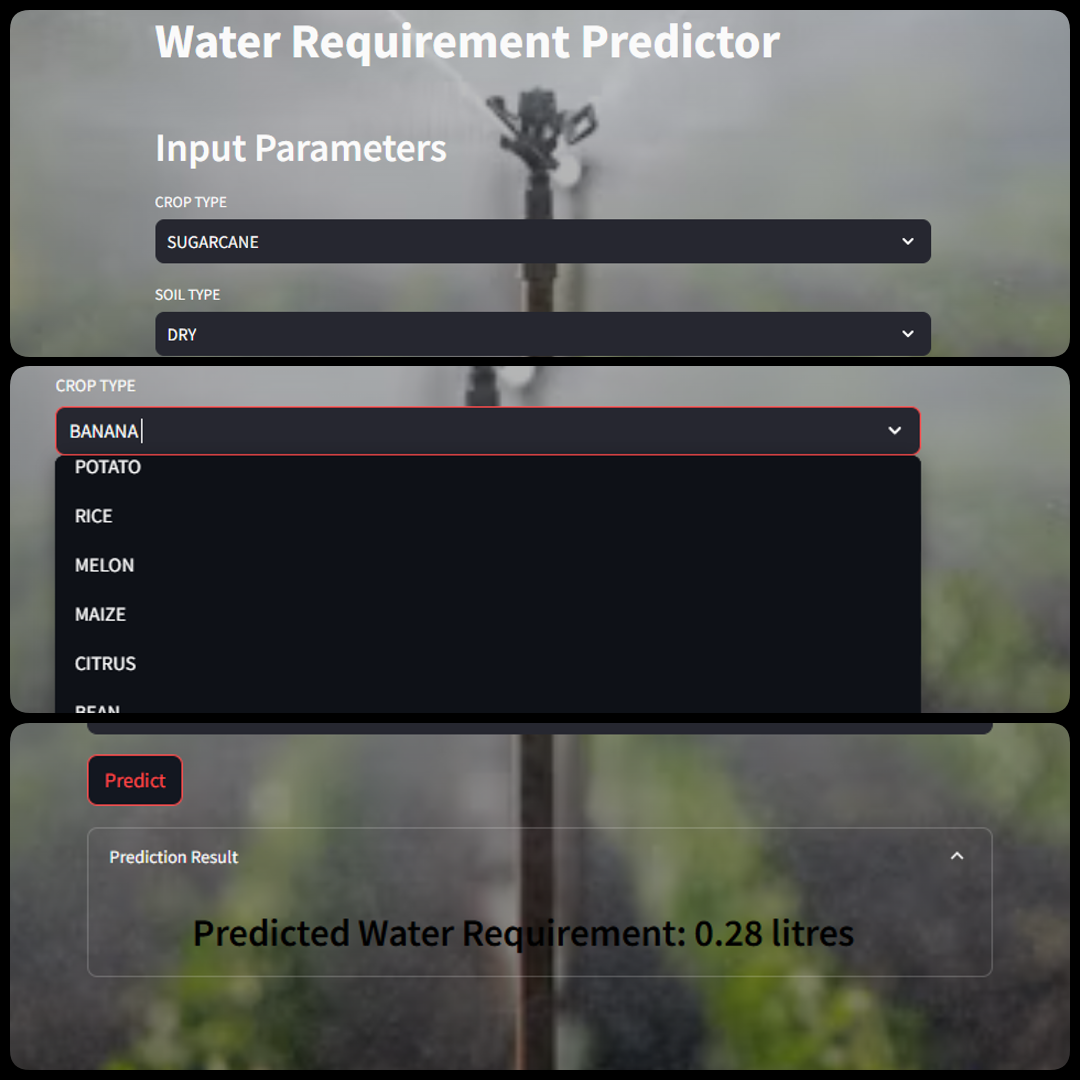 Water Requirement Predictor
Input Parameters
CROP TYPE
SUGARCANE
SOIL TYPE
DRY
CROP TYPE
BANANA
POTATO
RICE
MELON
MAIZE
CITRUS
BEAN
Predict
Prediction Result
Predicted Water Requirement: 0.28 litres